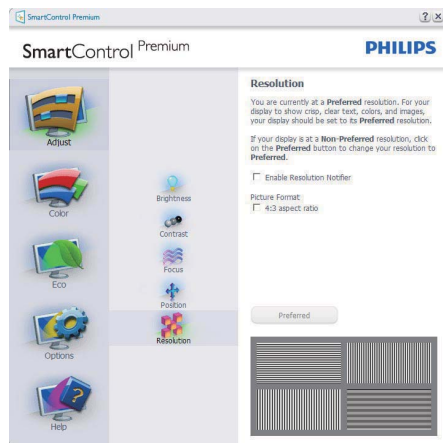 SmartControl Premium
SmartControl Premium
PHILIPS
Adjust
Color
Eco
Options
Help
Brightness
Contrast
Focus
Position
Resolution
Resolution
You are currently at a Preferred resolution. For your
display to show crisp, clear text, colors, and images,
your display should be set to its Preferred resolution.
If your display is at a Non-Preferred resolution, click
on the Preferred button to change your resolution to
Preferred.
Enable Resolution Notifier
Picture Format
4:3 aspect ratio
Preferred